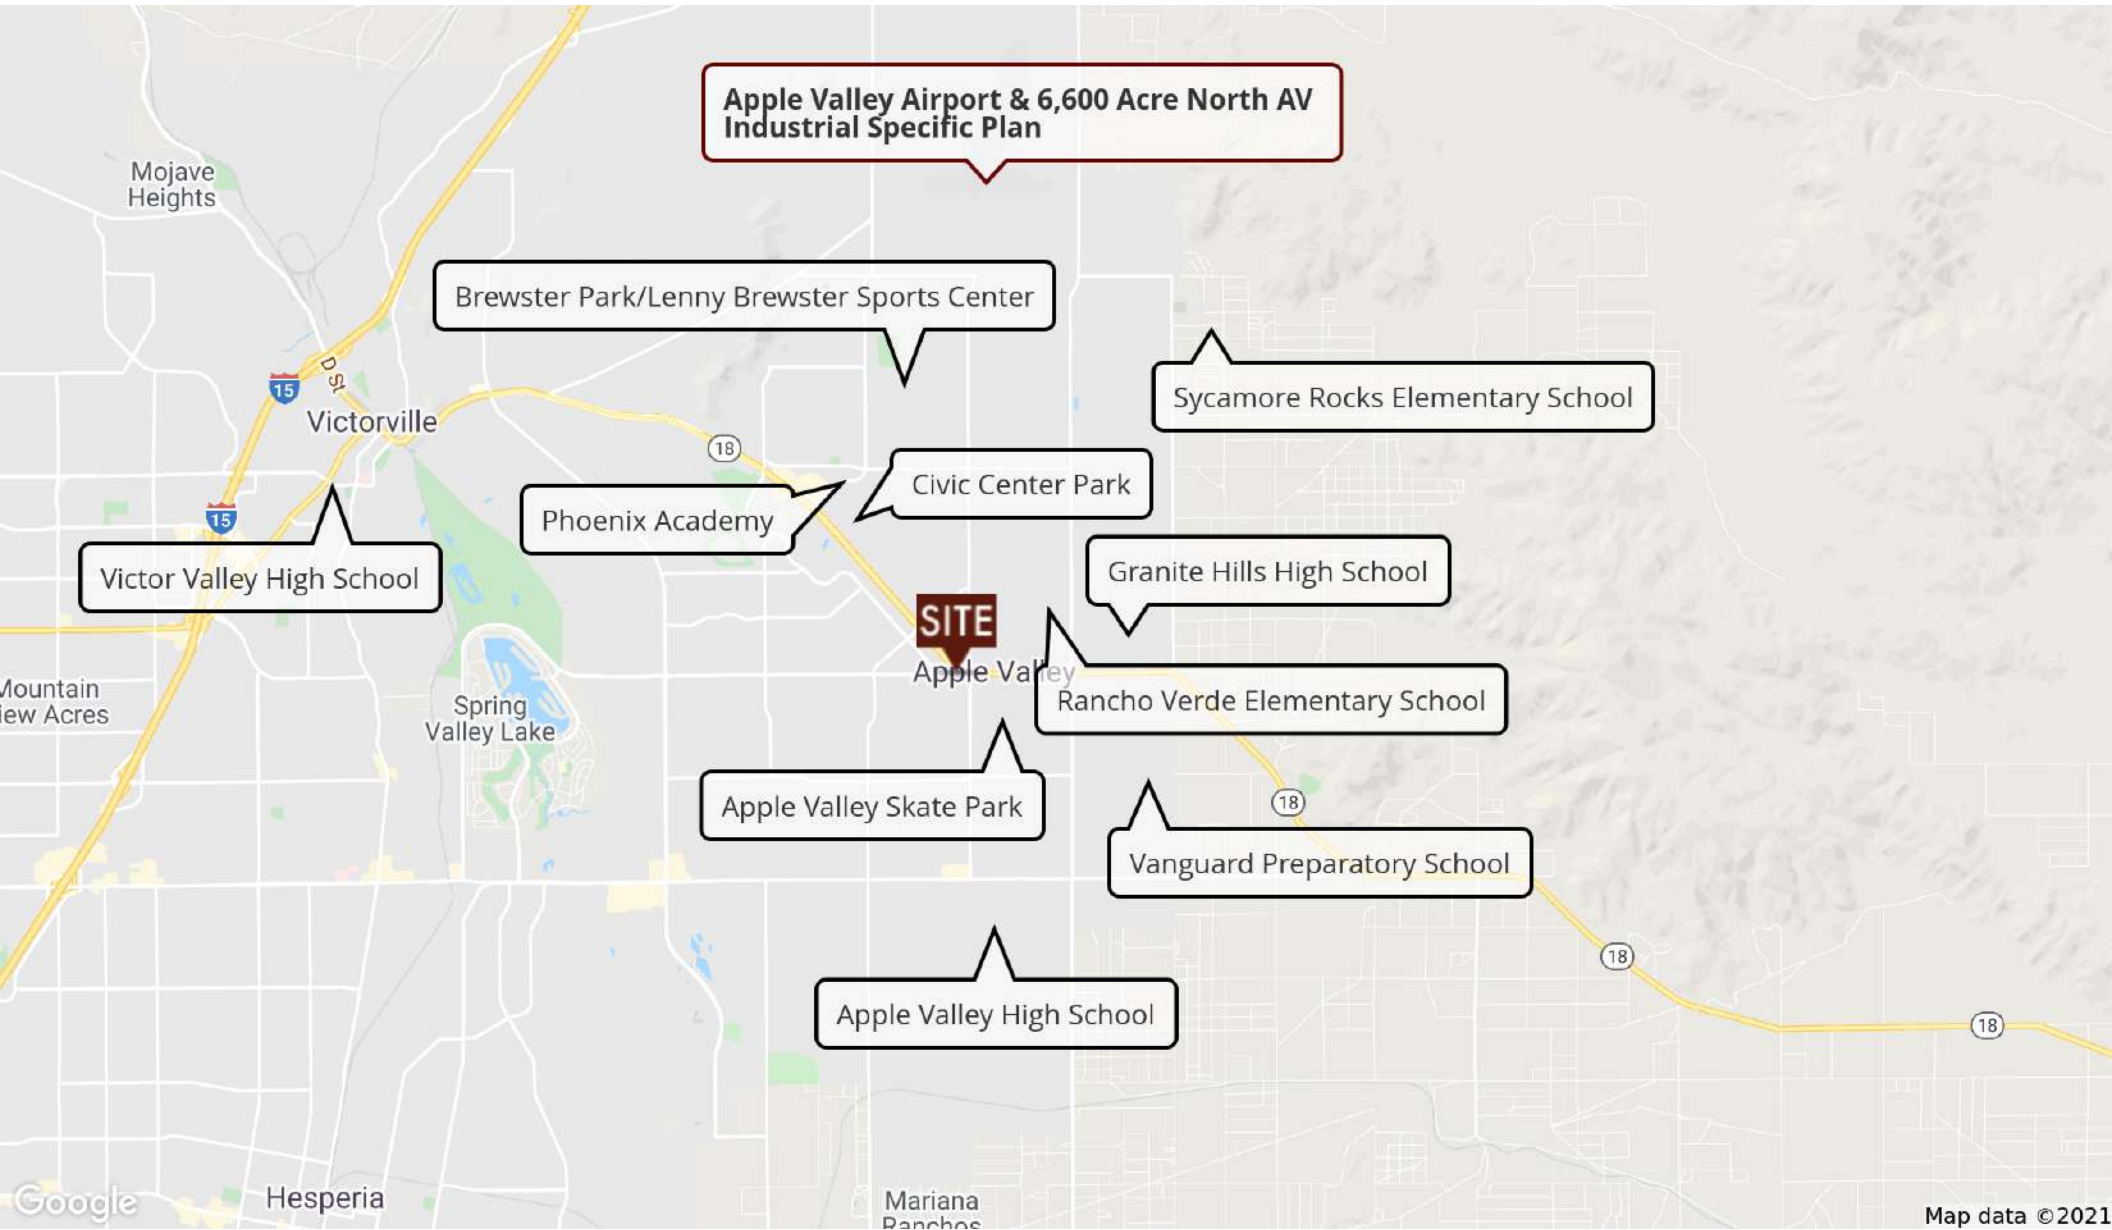 Apple Valley Airport & 6,600 Acre North AV
Industrial Specific Plan
Mojave
Heights
Brewster Park/Lenny Brewster Sports Center
15
D St
Sycamore Rocks Elementary School
Victorville
18
Civic Center Park
Phoenix Academy
15
Victor Valley High School
Granite Hills High School
SITE
Apple Valley
Rancho Verde Elementary School
Mountain
iew Acres
Spring
Valley Lake
Apple Valley Skate Park
18
Vanguard Preparatory School
18
Apple Valley High School
18
Google
Hesperia
Mariana
Ranchos
Map data ©2021